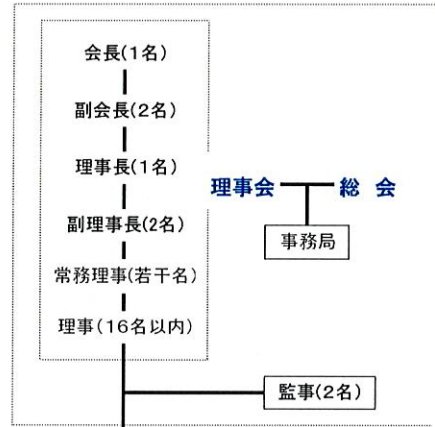 会長(1名)
副会長(2名)
理事長(1名)
理事会
総 会
副理事長(2名)
事務局
常務理事(若干名)
理事(16名以内)
監事(2名)